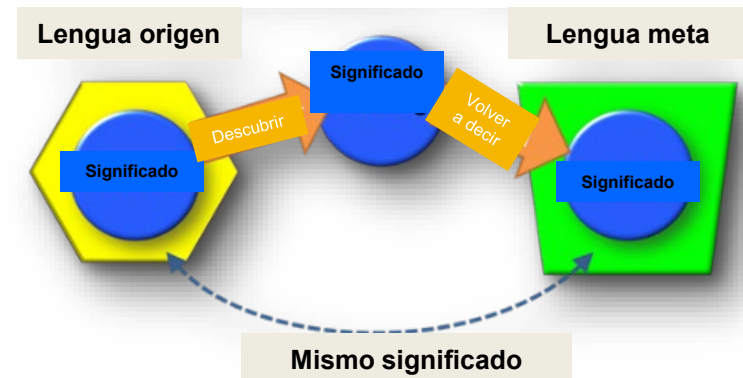 Lengua origen
Lengua meta
Significado
Descubrir
Volver
a decir
Significado
Significado
Mismo significado